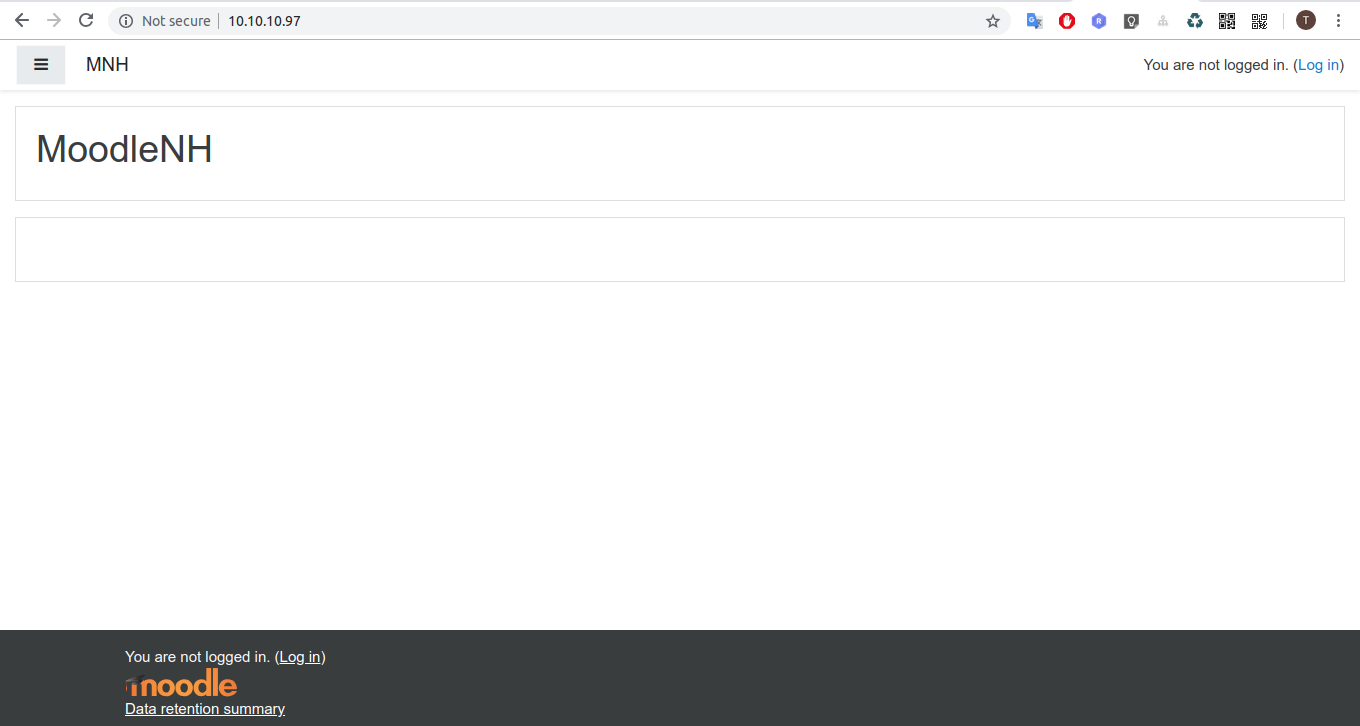 Not secure | 10.10.10.97
T
MNH
You are not logged in. (Log in)
MoodleNH
You are not logged in. (Log in)
moodle
Data retention summary